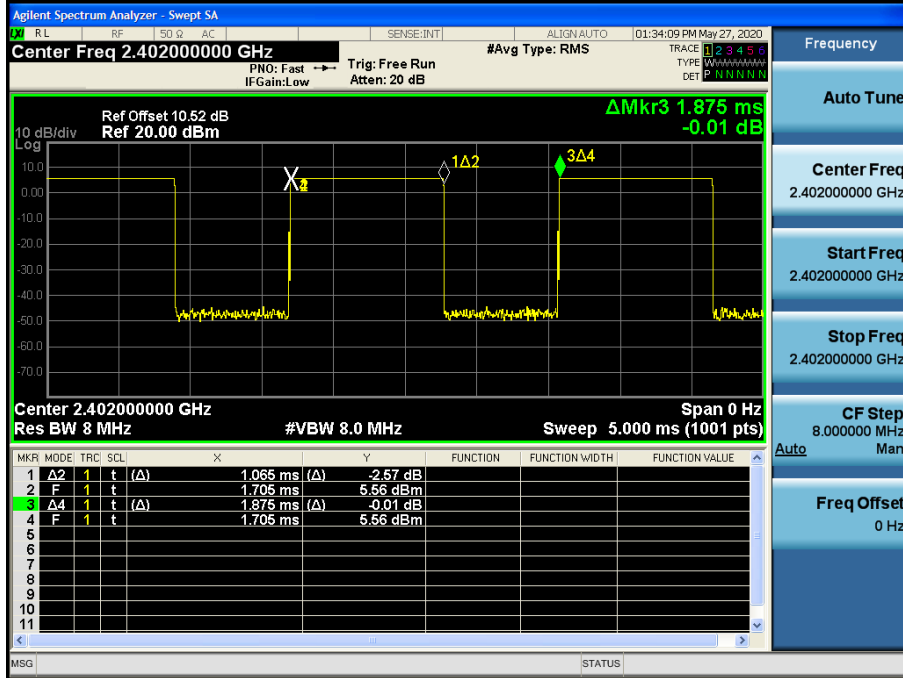 Agilent Spectrum Analyzer - Swept SA
LXI RL RF 50 Ω AC SENSE:INT ALIGN AUTO 01:34:09 PM May 27, 2020
Center Freq 2.402000000 GHz #Avg Type: RMS TRACE 1 2 3 4 5 6
PNO: Fast Trig: Free Run TYPE W
IFGain:Low Atten: 20 dB DET P N N N N N
Frequency
ΔMkr3 1.875 ms
-0.01 dB
Ref Offset 10.52 dB
10 dB/div Ref 20.00 dBm
Log
10.0
0.00
-10.0
-20.0
-30.0
-40.0
-50.0
-60.0
-70.0
1Δ2
3Δ4
Center 2.402000000 GHz Span 0 Hz
Res BW 8 MHz #VBW 8.0 MHz Sweep 5.000 ms (1001 pts)
MKR MODE TRC SCL X Y FUNCTION FUNCTION WIDTH FUNCTION VALUE
1 Δ2 1 t (Δ) 1.065 ms (Δ) -2.57 dB
2 F 1 t 1.705 ms 5.56 dBm
3 Δ4 1 t (Δ) 1.875 ms (Δ) -0.01 dB
4 F 1 t 1.705 ms 5.56 dBm
5
6
7
8
9
10
11
MSG STATUS
Auto Tune
Center Freq
2.402000000 GHz
Start Freq
2.402000000 GHz
Stop Freq
2.402000000 GHz
CF Step
8.000000 MHz
Auto Man
Freq Offset
0 Hz